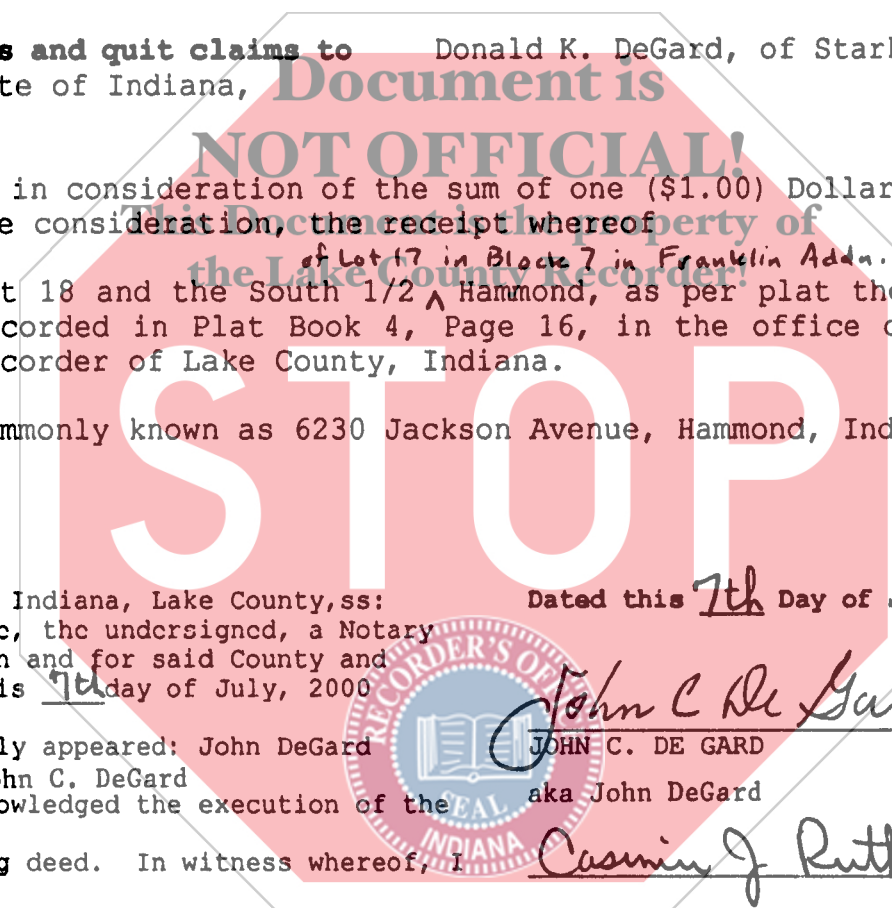 s and quit claims to Donald K. DeGard, of Starl
te of Indiana,
Document is
NOT OFFICIAL!
in consideration of the sum of one ($1.00) Dollar
e consideration, the receipt whereof
This Document is the property of
of Lot 17 in Block 7 in Franklin Addn.
the Lake County Recorder!
t 18 and the South 1/2 ^ Hammond, as per plat the
corded in Plat Book 4, Page 16, in the office o
corder of Lake County, Indiana.
STOP
mmonly known as 6230 Jackson Avenue, Hammond, Ind
Indiana, Lake County, ss:
e, the undersigned, a Notary
n and for said County and
is 7th day of July, 2000
ly appeared: John DeGard
hn C. DeGard
owledged the execution of the
g deed. In witness whereof, I
Dated this 7th Day of
John C De Ga
JOHN C. DE GARD
aka John DeGard
Casimir J Rutk
RECORDER'S OFFICE
SEAL
INDIANA